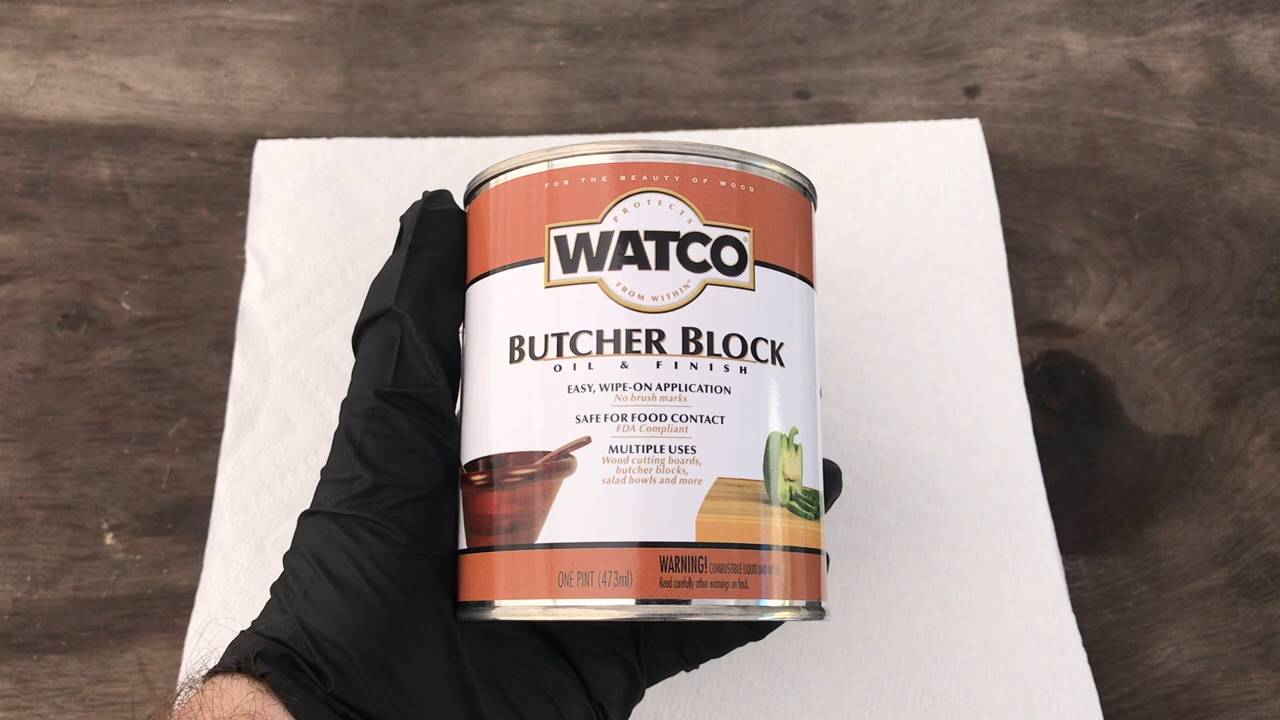 FOR THE BEAUTY OF WOOD
PROTECTS
WATCO®
FROM WITHIN™
BUTCHER BLOCK
OIL & FINISH
EASY, WIPE-ON APPLICATION
No brush marks
SAFE FOR FOOD CONTACT
FDA Compliant
MULTIPLE USES
Wood cutting boards,
butcher blocks,
salad bowls and more
ONE PINT (473ml)
WARNING! COMBUSTIBLE LIQUID AND
Read carefully other warnings on back.